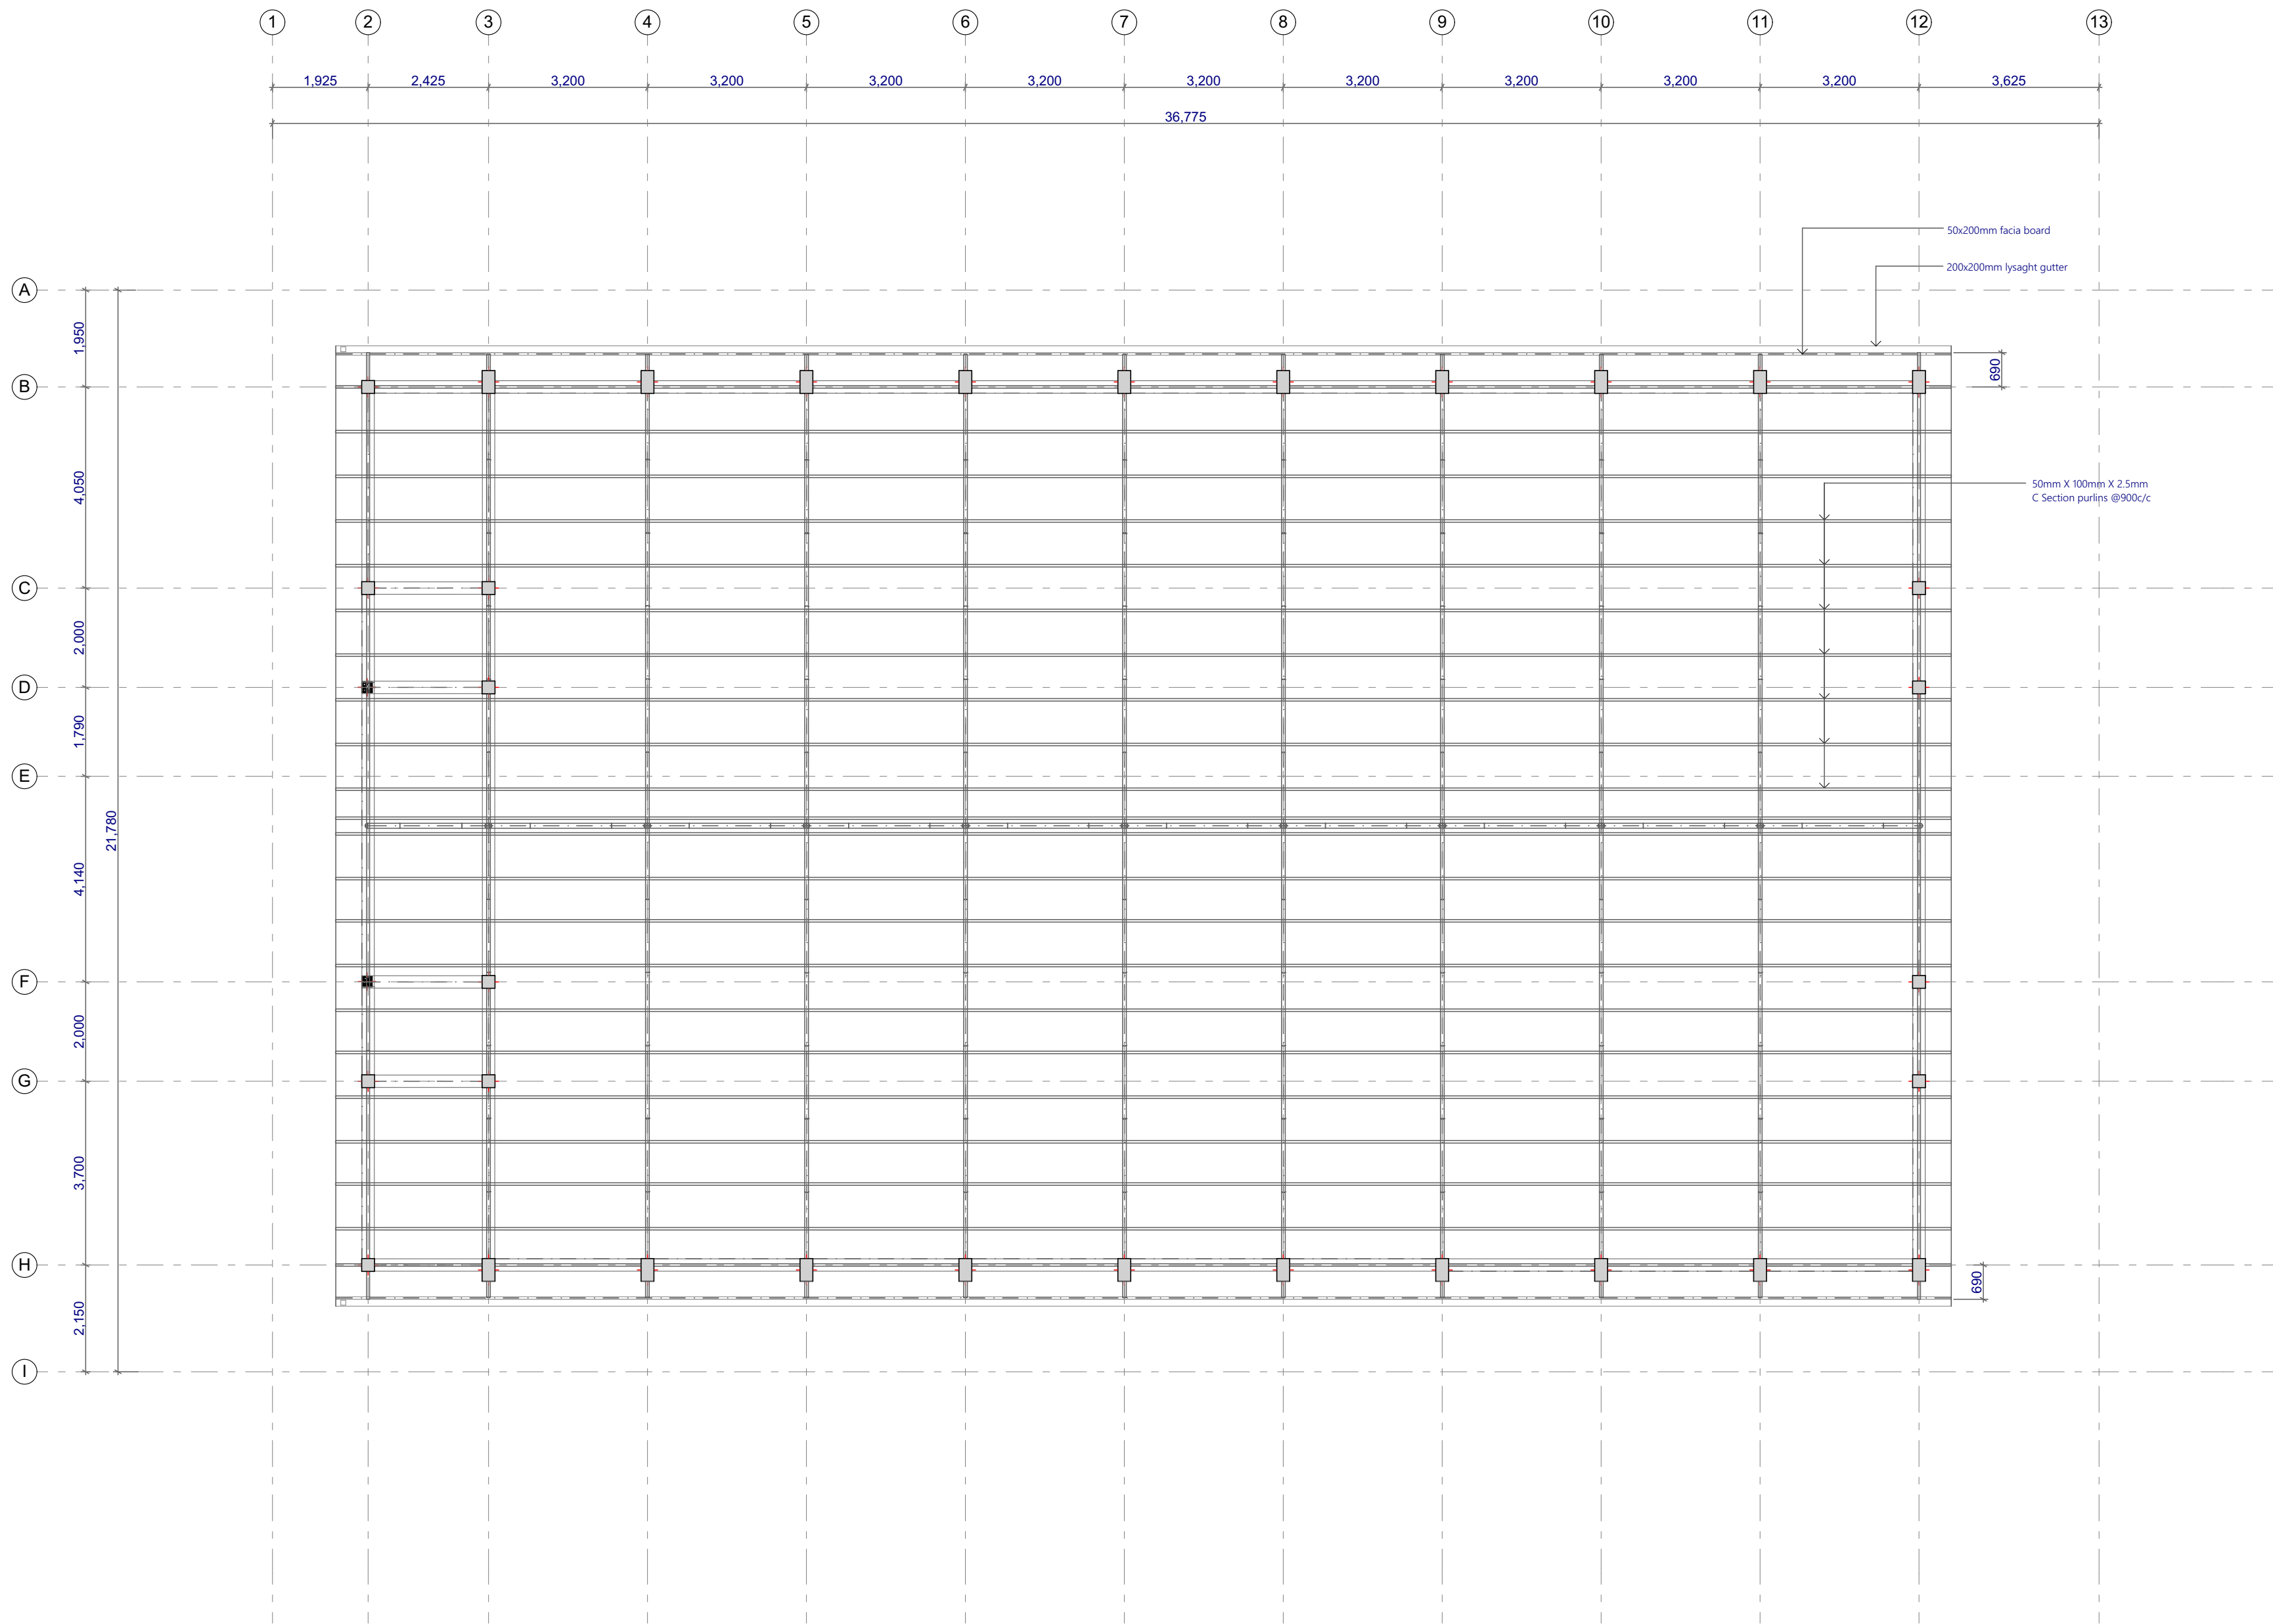 1 2 3 4 5 6 7 8 9 10 11 12 13
1,925 2,425 3,200 3,200 3,200 3,200 3,200 3,200 3,200 3,200 3,200 3,625
36,775
50x200mm facia board
200x200mm lysaght gutter
A
1,950
690
B
4,050
50mm X 100mm X 2.5mm
C Section purlins @900c/c
C
2,000
D
1,790
E
21,780
4,140
F
2,000
G
3,700
H
690
2,150
I